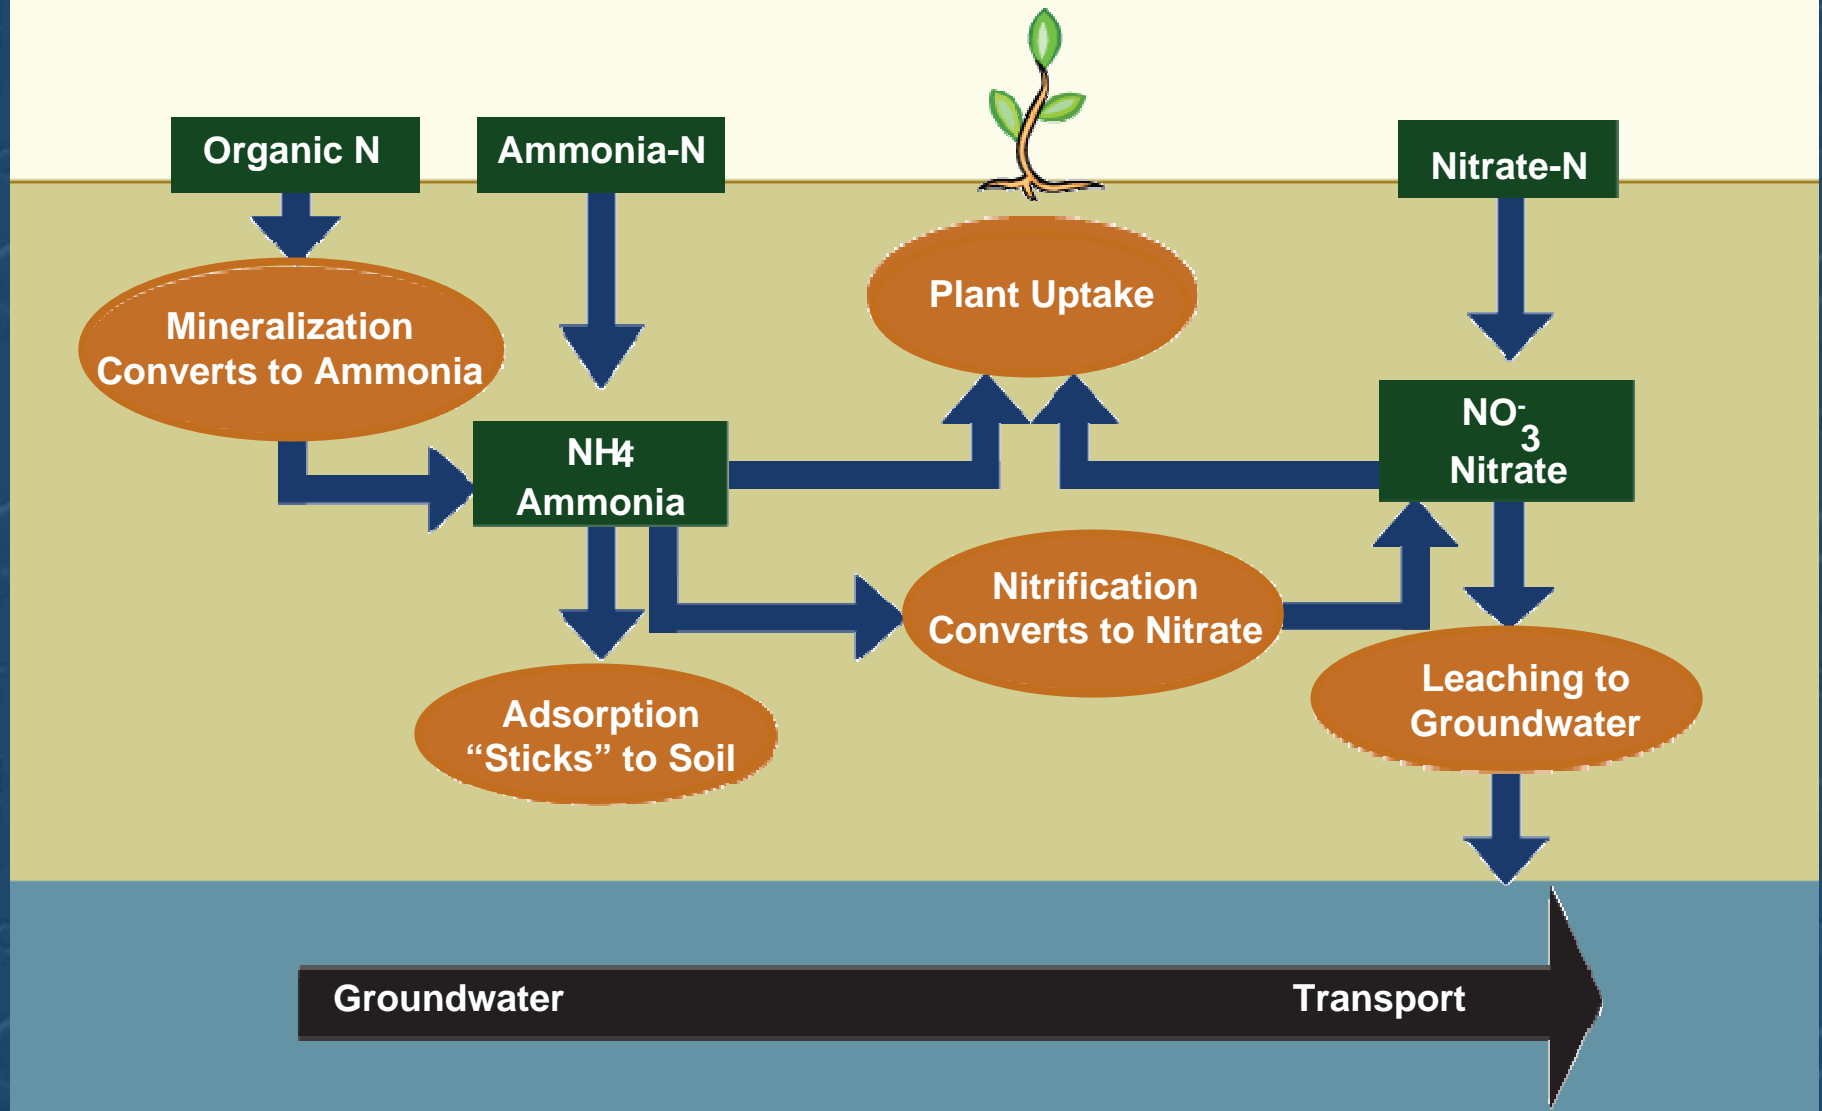 Organic N
Ammonia-N
Nitrate-N
Mineralization
Converts to Ammonia
Plant Uptake
NH4
Ammonia
NO-3
Nitrate
Nitrification
Converts to Nitrate
Adsorption
“Sticks” to Soil
Leaching to
Groundwater
Groundwater
Transport